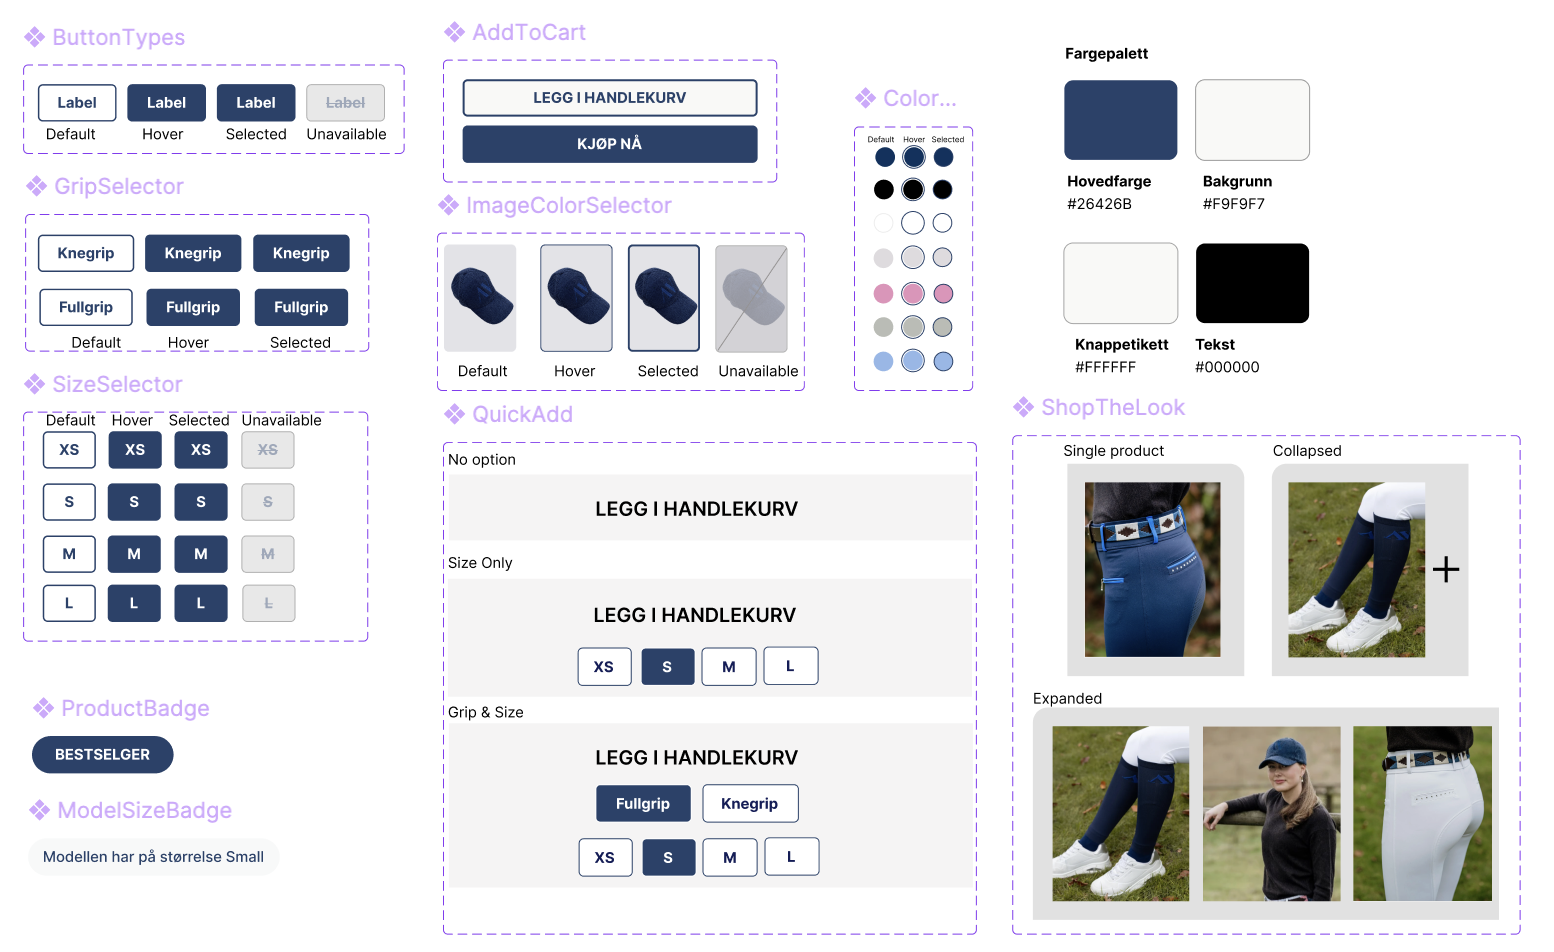 ButtonTypes
Label Label Label Label
Default Hover Selected Unavailable
GripSelector
Knegrip Knegrip Knegrip
Fullgrip Fullgrip Fullgrip
Default Hover Selected
SizeSelector
Default Hover Selected Unavailable
XS XS XS XS
S S S S
M M M M
L L L L
ProductBadge
BESTSELGER
ModelSizeBadge
Modellen har på størrelse Small
AddToCart
LEGG I HANDLEKURV
KJØP NÅ
ImageColorSelector
Default Hover Selected Unavailable
QuickAdd
No option
LEGG I HANDLEKURV
Size Only
LEGG I HANDLEKURV
XS S M L
Grip & Size
LEGG I HANDLEKURV
Fullgrip Knegrip
XS S M L
Color...
Default Hover Selected
Fargepalett
Hovedfarge Bakgrunn
#26426B #F9F9F7
Knappetikett Tekst
#FFFFFF #000000
ShopTheLook
Single product Collapsed
Expanded